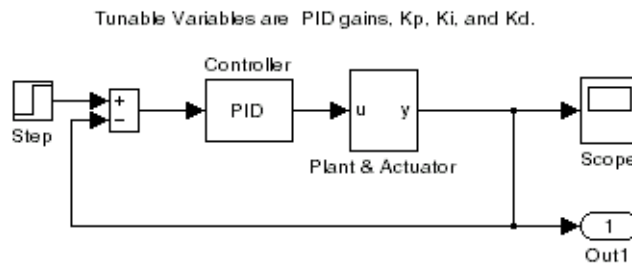 Tunable Variables are PID gains, Kp, Ki, and Kd.
Controller
+
−
PID
u y
Step
Plant & Actuator
Scope
1
Out1